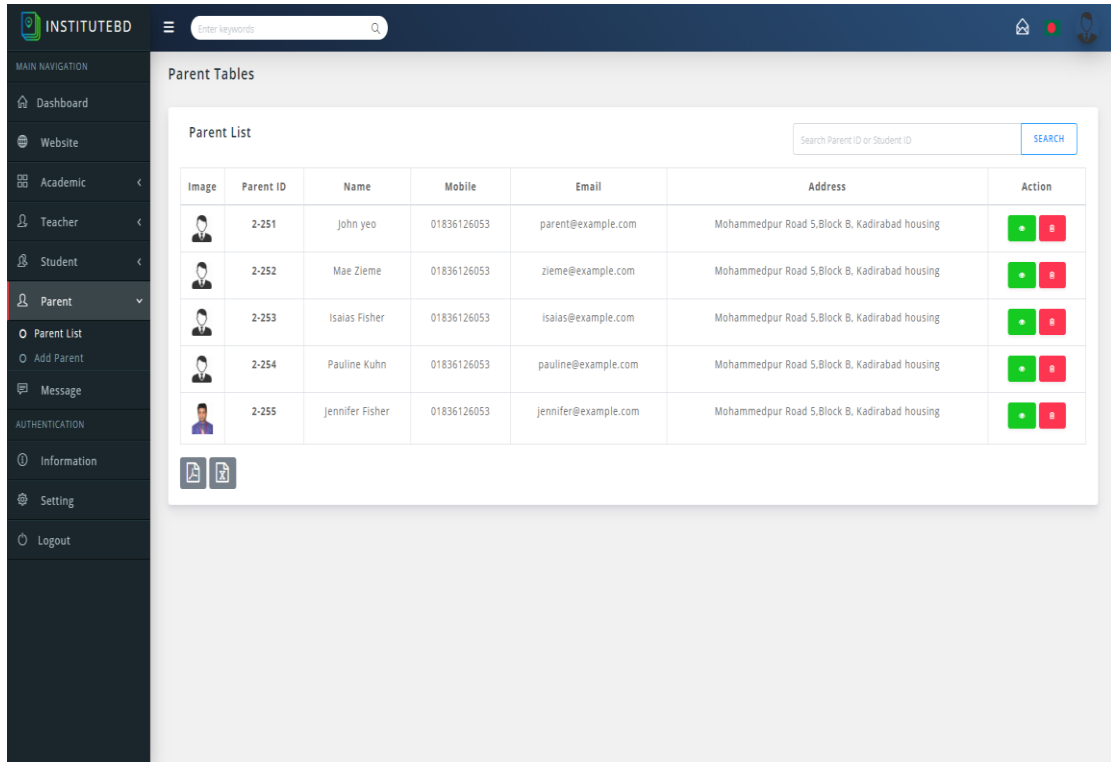 INSTITUTEBD
Enter keywords
MAIN NAVIGATION
Dashboard
Website
Academic
Teacher
Student
Parent
Parent List
Add Parent
Message
AUTHENTICATION
Information
Setting
Logout
Parent Tables
Parent List
Search Parent ID or Student ID
SEARCH
Image Parent ID Name Mobile Email Address Action
2-251 John yeo 01836126053 parent@example.com Mohammedpur Road 5,Block B, Kadirabad housing
2-252 Mae Zieme 01836126053 zieme@example.com Mohammedpur Road 5,Block B, Kadirabad housing
2-253 Isaias Fisher 01836126053 isaias@example.com Mohammedpur Road 5,Block B, Kadirabad housing
2-254 Pauline Kuhn 01836126053 pauline@example.com Mohammedpur Road 5,Block B, Kadirabad housing
2-255 Jennifer Fisher 01836126053 jennifer@example.com Mohammedpur Road 5,Block B, Kadirabad housing